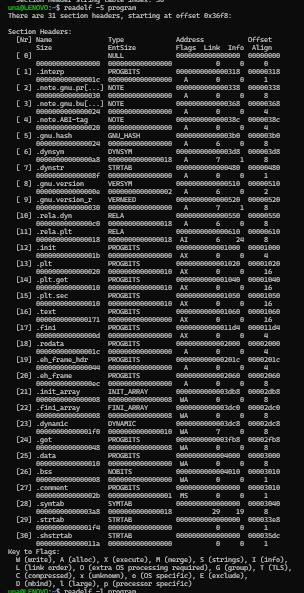 Section header string table index: 30
uma@LENOVO:~$ readelf -S program
There are 31 section headers, starting at offset 0x36f8:
Section Headers:
[Nr] Name Type Address Offset
Size EntSize Flags Link Info Align
[ 0] NULL 0000000000000000 00000000
0000000000000000 0000000000000000 0 0 0
[ 1] .interp PROGBITS 0000000000000318 00000318
000000000000001c 0000000000000000 A 0 0 1
[ 2] .note.gnu.pr[...] NOTE 0000000000000338 00000338
0000000000000030 0000000000000000 A 0 0 8
[ 3] .note.gnu.bu[...] NOTE 0000000000000368 00000368
0000000000000024 0000000000000000 A 0 0 4
[ 4] .note.ABI-tag NOTE 000000000000038c 0000038c
0000000000000020 0000000000000000 A 0 0 4
[ 5] .gnu.hash GNU_HASH 00000000000003b0 000003b0
0000000000000024 0000000000000000 A 6 0 8
[ 6] .dynsym DYNSYM 00000000000003d8 000003d8
00000000000000a8 0000000000000018 A 7 1 8
[ 7] .dynstr STRTAB 0000000000000480 00000480
000000000000008f 0000000000000000 A 0 0 1
[ 8] .gnu.version VERSYM 0000000000000510 00000510
000000000000000e 0000000000000002 A 6 0 2
[ 9] .gnu.version_r VERNEED 0000000000000520 00000520
0000000000000030 0000000000000000 A 7 1 8
[10] .rela.dyn RELA 0000000000000550 00000550
00000000000000c0 0000000000000018 A 6 0 8
[11] .rela.plt RELA 0000000000000610 00000610
0000000000000018 0000000000000018 AI 6 24 8
[12] .init PROGBITS 0000000000001000 00001000
000000000000001b 0000000000000000 AX 0 0 4
[13] .plt PROGBITS 0000000000001020 00001020
0000000000000020 0000000000000010 AX 0 0 16
[14] .plt.got PROGBITS 0000000000001040 00001040
0000000000000010 0000000000000010 AX 0 0 16
[15] .plt.sec PROGBITS 0000000000001050 00001050
0000000000000010 0000000000000010 AX 0 0 16
[16] .text PROGBITS 0000000000001060 00001060
0000000000000171 0000000000000000 AX 0 0 16
[17] .fini PROGBITS 00000000000011d4 000011d4
000000000000000d 0000000000000000 AX 0 0 4
[18] .rodata PROGBITS 0000000000002000 00002000
000000000000001c 0000000000000000 A 0 0 4
[19] .eh_frame_hdr PROGBITS 000000000000201c 0000201c
0000000000000044 0000000000000000 A 0 0 4
[20] .eh_frame PROGBITS 0000000000002060 00002060
00000000000000ec 0000000000000000 A 0 0 8
[21] .init_array INIT_ARRAY 0000000000003db8 00002db8
0000000000000008 0000000000000008 WA 0 0 8
[22] .fini_array FINI_ARRAY 0000000000003dc0 00002dc0
0000000000000008 0000000000000008 WA 0 0 8
[23] .dynamic DYNAMIC 0000000000003dc8 00002dc8
00000000000001f0 0000000000000010 WA 7 0 8
[24] .got PROGBITS 0000000000003fb8 00002fb8
0000000000000048 0000000000000008 WA 0 0 8
[25] .data PROGBITS 0000000000004000 00003000
0000000000000010 0000000000000000 WA 0 0 8
[26] .bss NOBITS 0000000000004010 00003010
0000000000000008 0000000000000000 WA 0 0 1
[27] .comment PROGBITS 0000000000000000 00003010
000000000000002b 0000000000000001 MS 0 0 1
[28] .symtab SYMTAB 0000000000000000 00003040
00000000000003a8 0000000000000018 29 19 8
[29] .strtab STRTAB 0000000000000000 000033e8
00000000000001f4 0000000000000000 0 0 1
[30] .shstrtab STRTAB 0000000000000000 000035dc
000000000000011a 0000000000000000 0 0 1
Key to Flags:
W (write), A (alloc), X (execute), M (merge), S (strings), I (info),
L (link order), O (extra OS processing required), G (group), T (TLS),
C (compressed), x (unknown), o (OS specific), E (exclude),
D (mbind), l (large), p (processor specific)
uma@LENOVO:~$ readelf -l program